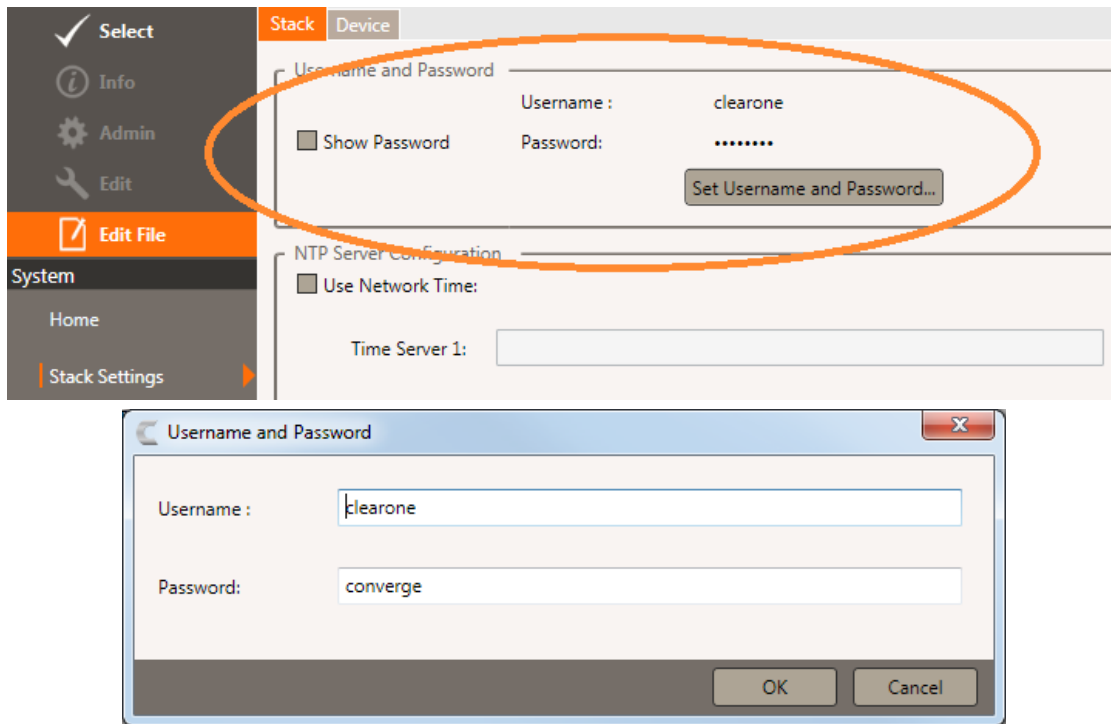 Select
Info
Admin
Edit
Edit File
System
Home
Stack Settings
Stack Device
Username and Password
Username : clearone
Show Password Password: ••••••••
Set Username and Password...
NTP Server Configuration
Use Network Time:
Time Server 1:
Username and Password
Username : clearone
Password: converge
OK Cancel